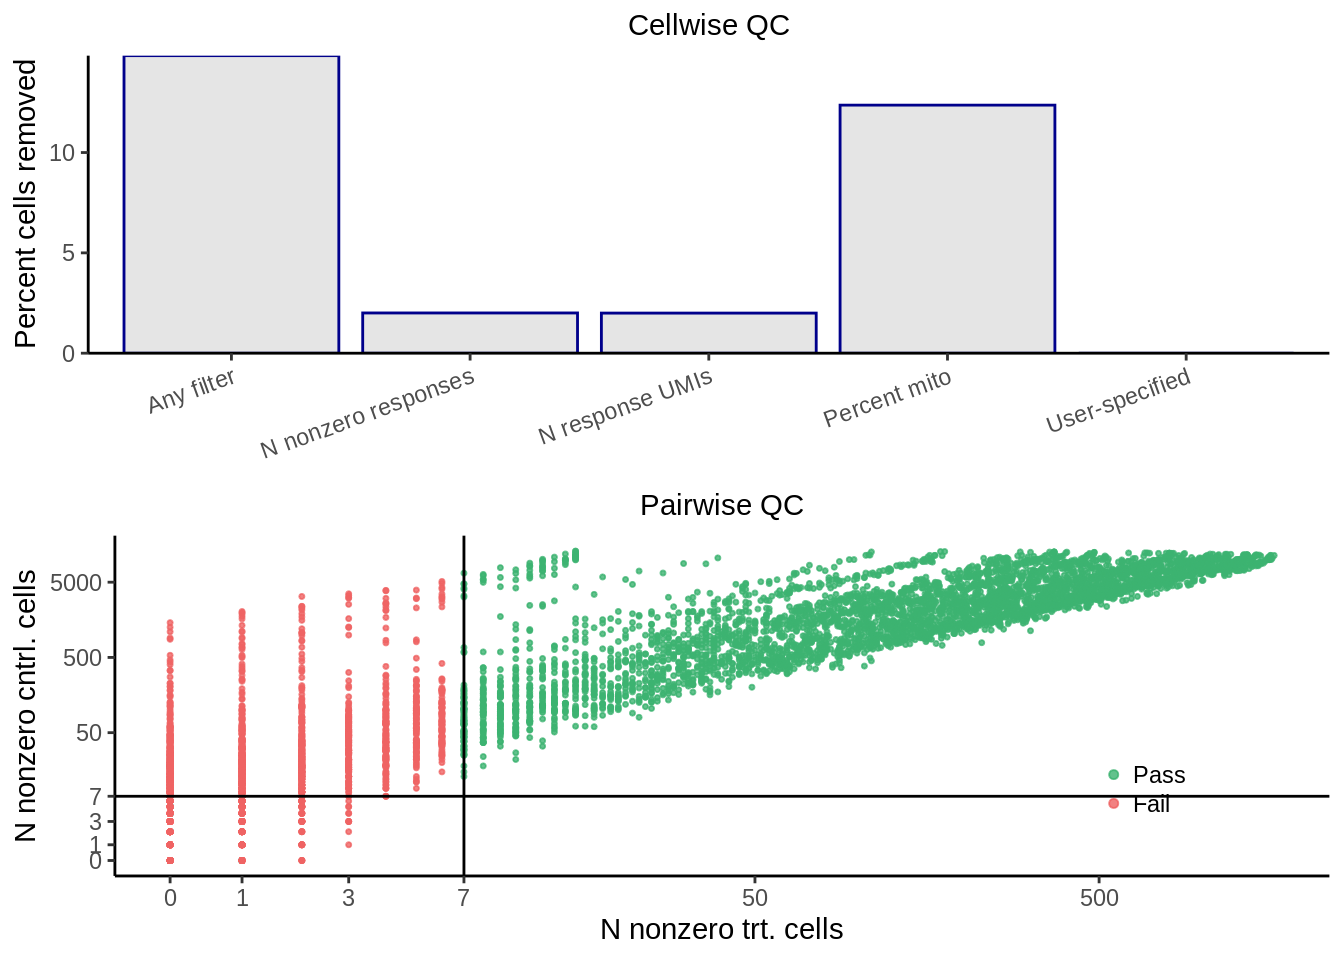 Cellwise QC
Percent cells removed
10
5
0
Any filter
N nonzero responses
N response UMIs
Percent mito
User-specified
Pairwise QC
N nonzero cntrl. cells
5000
500
50
7
3
1
0
Pass
Fail
0 1 3 7 50 500
N nonzero trt. cells